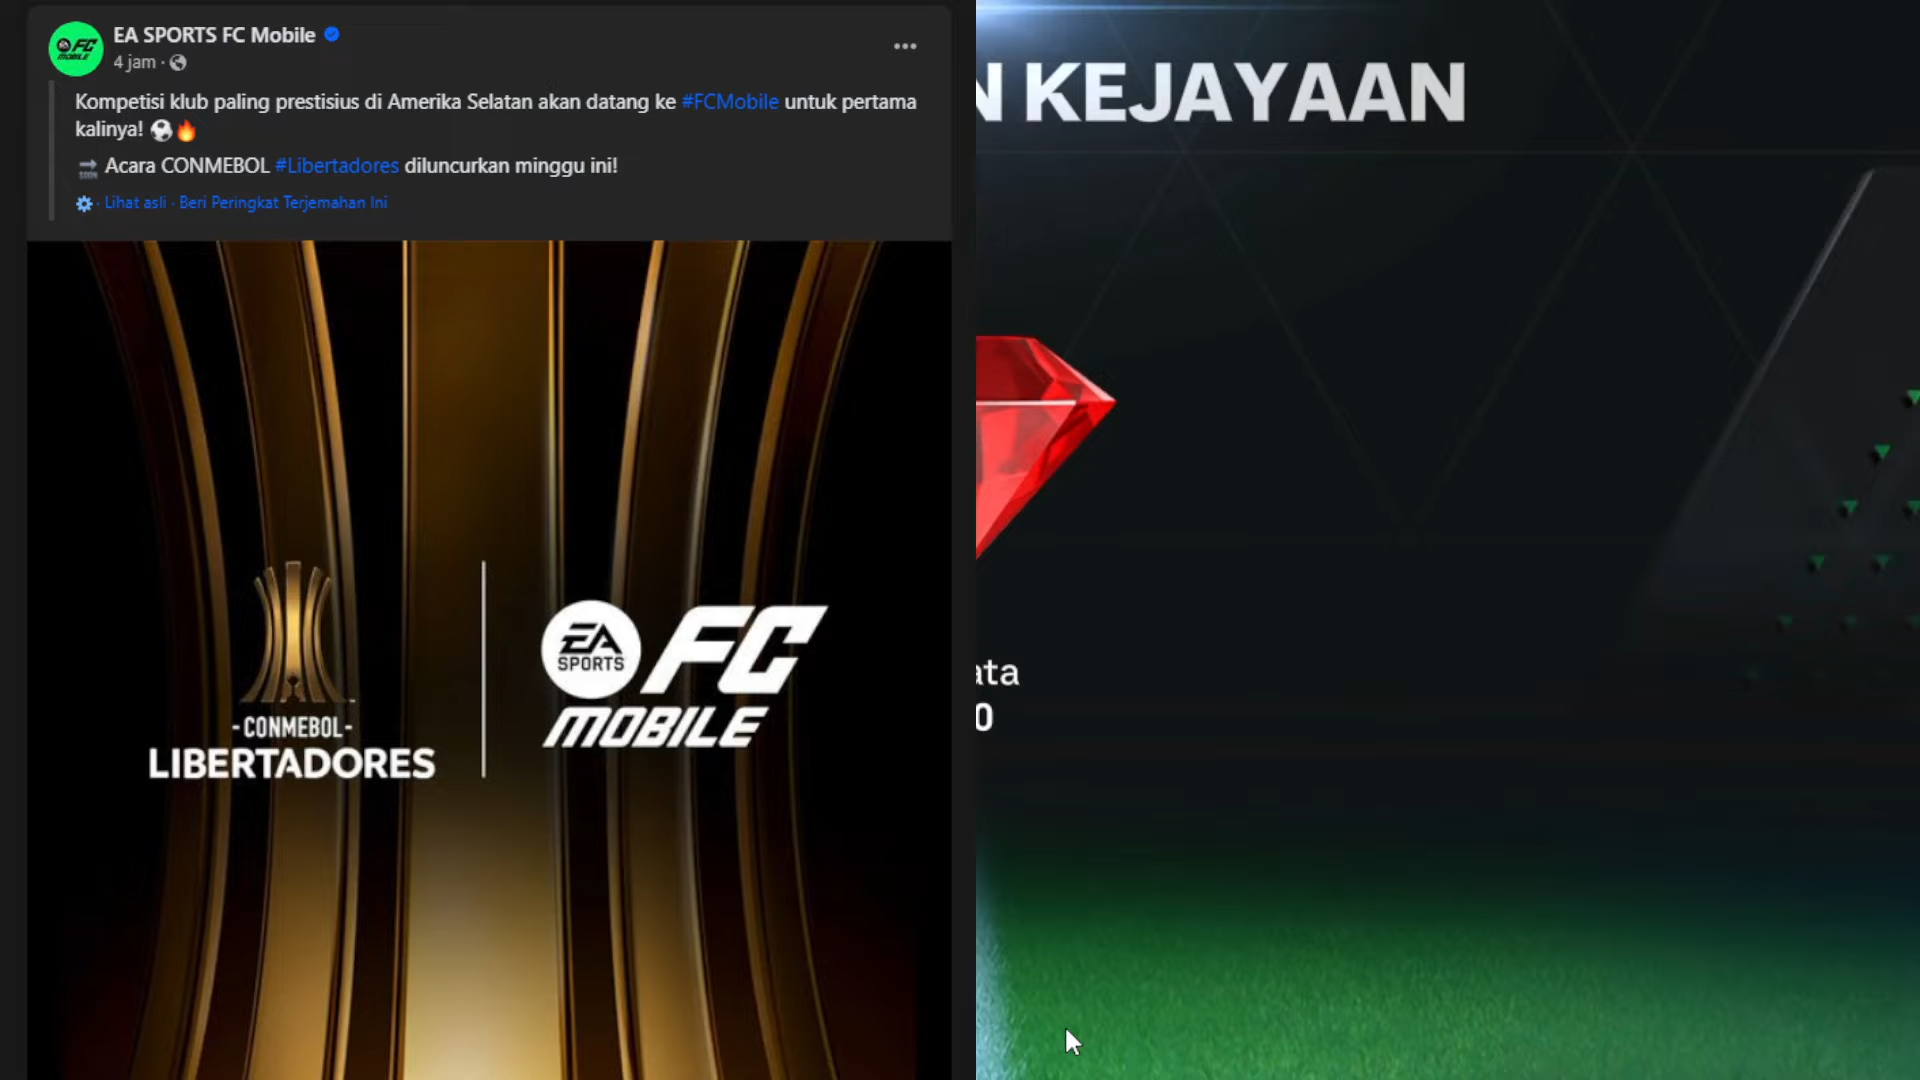 EA SPORTS FC Mobile
4 jam ·
Kompetisi klub paling prestisius di Amerika Selatan akan datang ke #FCMobile untuk pertama
kalinya! ⚽🔥
🔜 Acara CONMEBOL #Libertadores diluncurkan minggu ini!
· Lihat asli · Beri Peringkat Terjemahan Ini
-CONMEBOL-
LIBERTADORES
EA
SPORTS
FC
MOBILE
N KEJAYAAN
ata
0